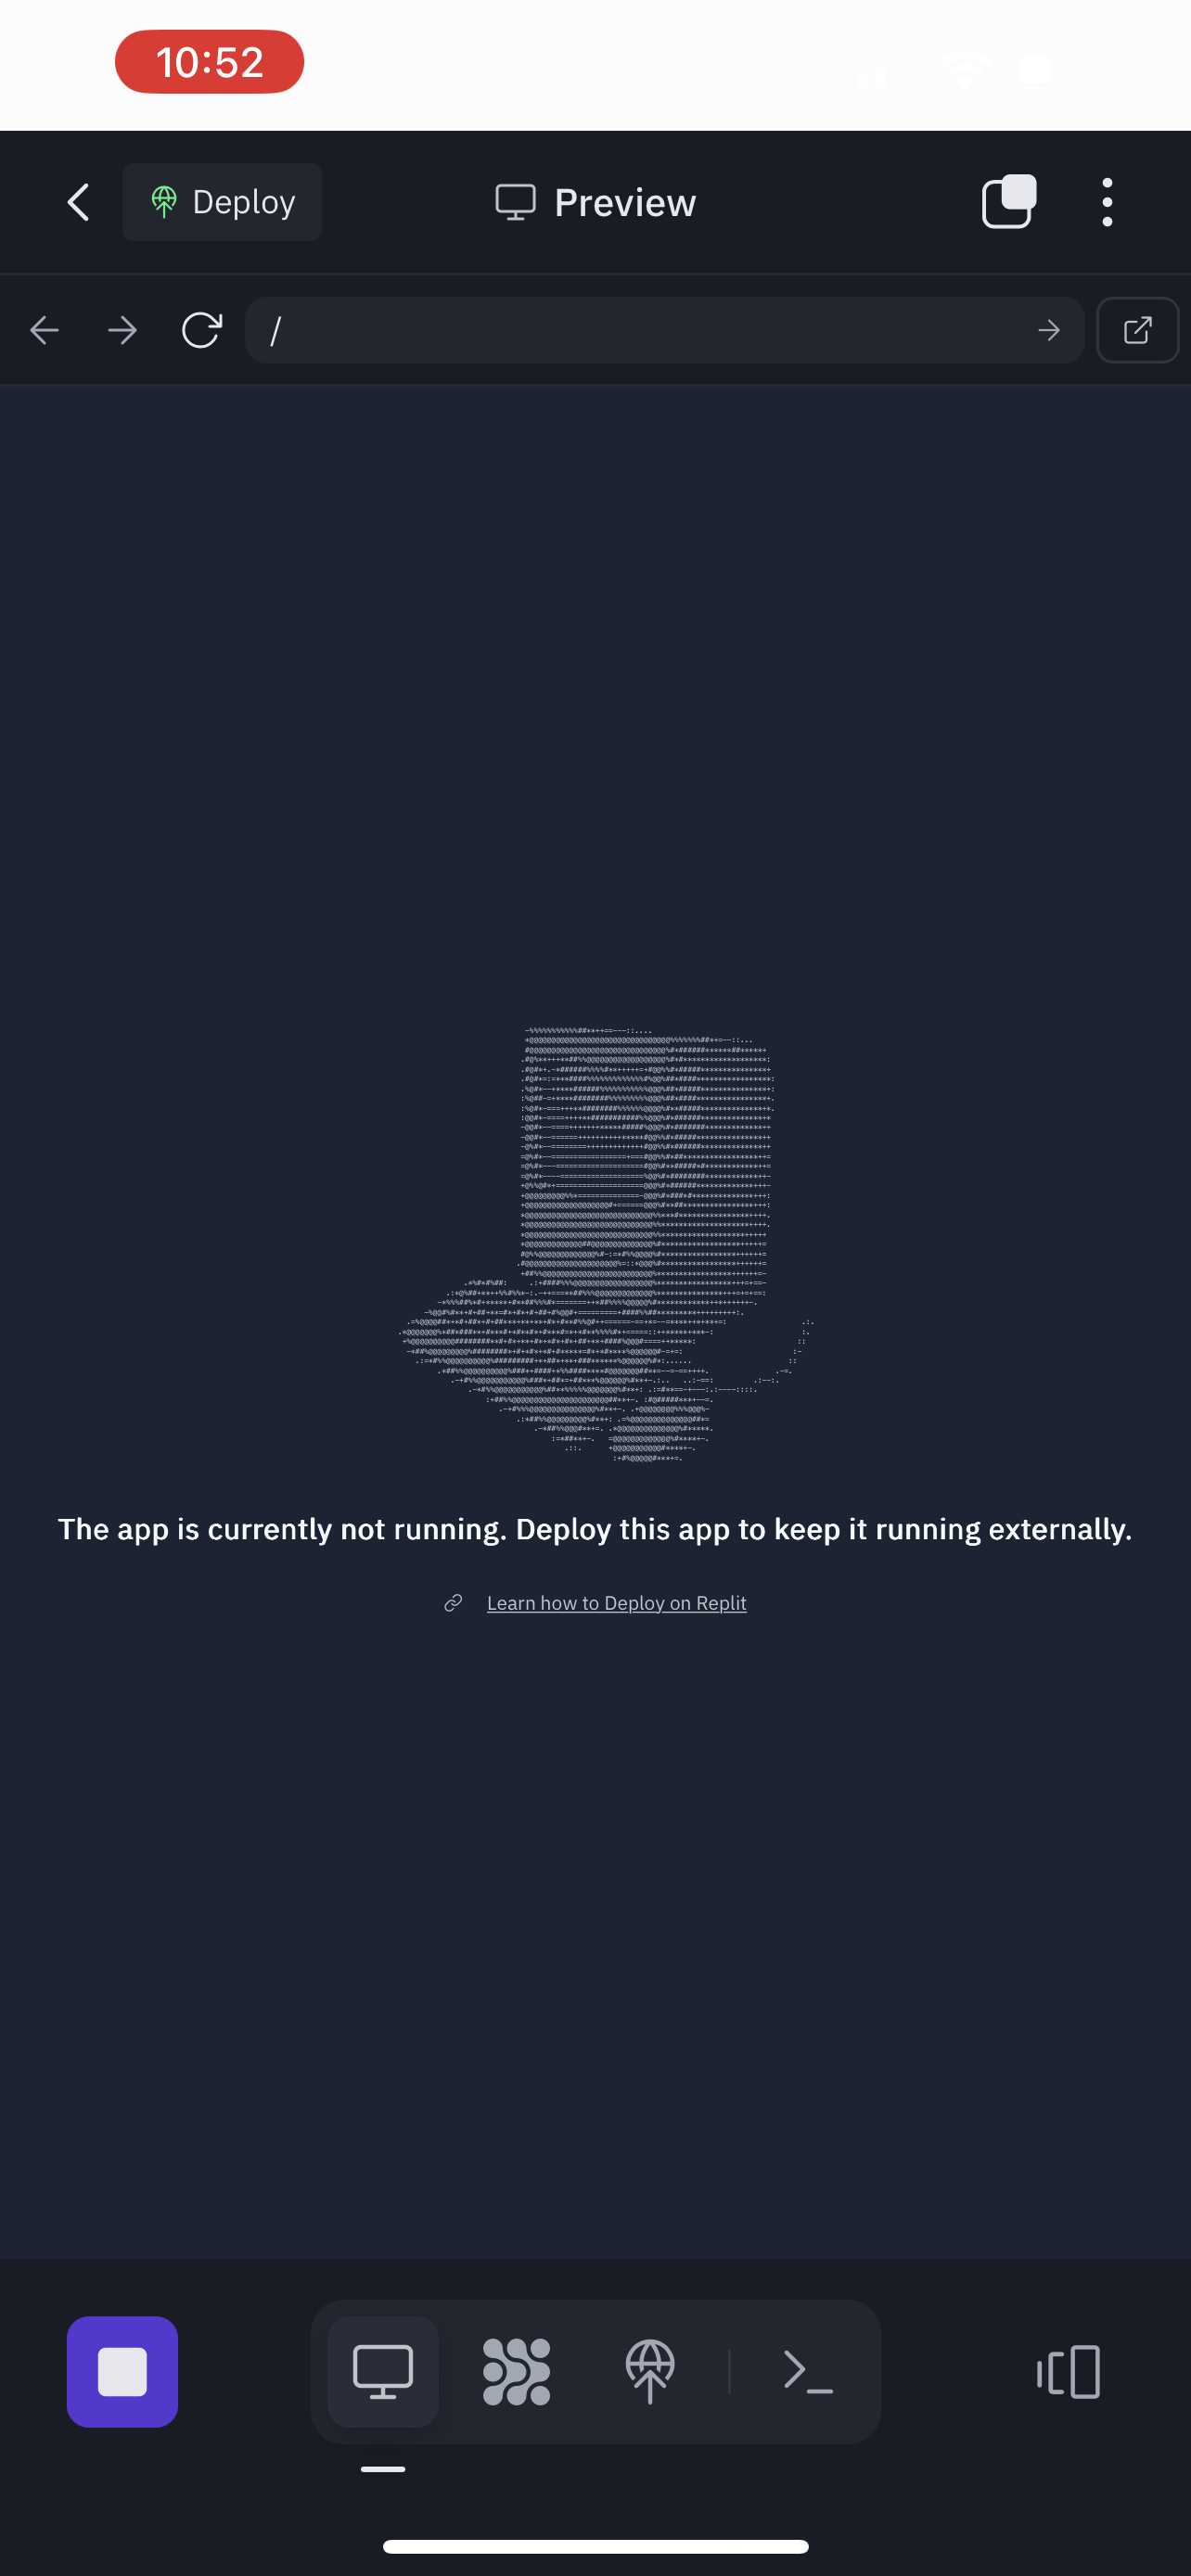 10:52
Deploy
Preview
/
The app is currently not running. Deploy this app to keep it running externally.
Learn how to Deploy on Replit